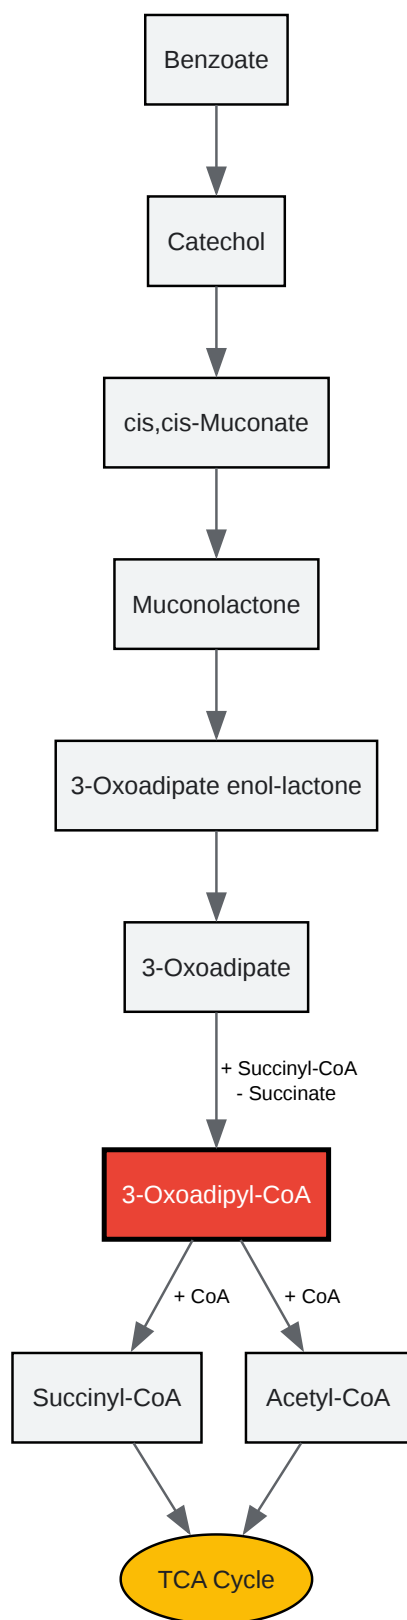 Benzoate
Catechol
cis,cis-Muconate
Muconolactone
3-Oxoadipate enol-lactone
3-Oxoadipate
+ Succinyl-CoA
- Succinate
3-Oxoadipyl-CoA
+ CoA
+ CoA
Succinyl-CoA
Acetyl-CoA
TCA Cycle